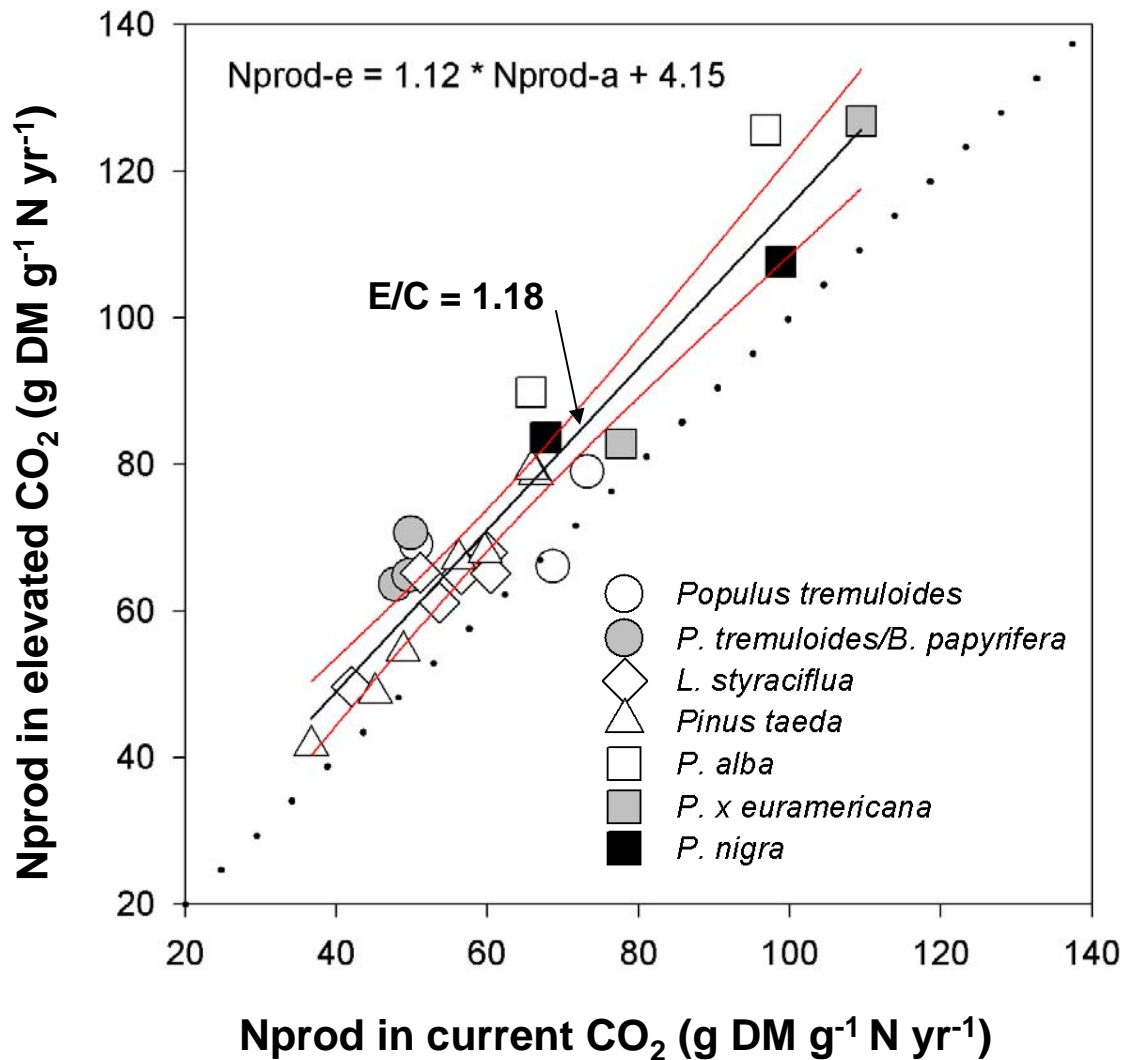 140
120
100
80
60
40
20
Nprod in elevated CO₂ (g DM g⁻¹ N yr⁻¹)
Nprod-e = 1.12 * Nprod-a + 4.15
E/C = 1.18
Populus tremuloides
P. tremuloides/B. papyrifera
L. styraciflua
Pinus taeda
P. alba
P. x euramericana
P. nigra
20 40 60 80 100 120 140
Nprod in current CO₂ (g DM g⁻¹ N yr⁻¹)